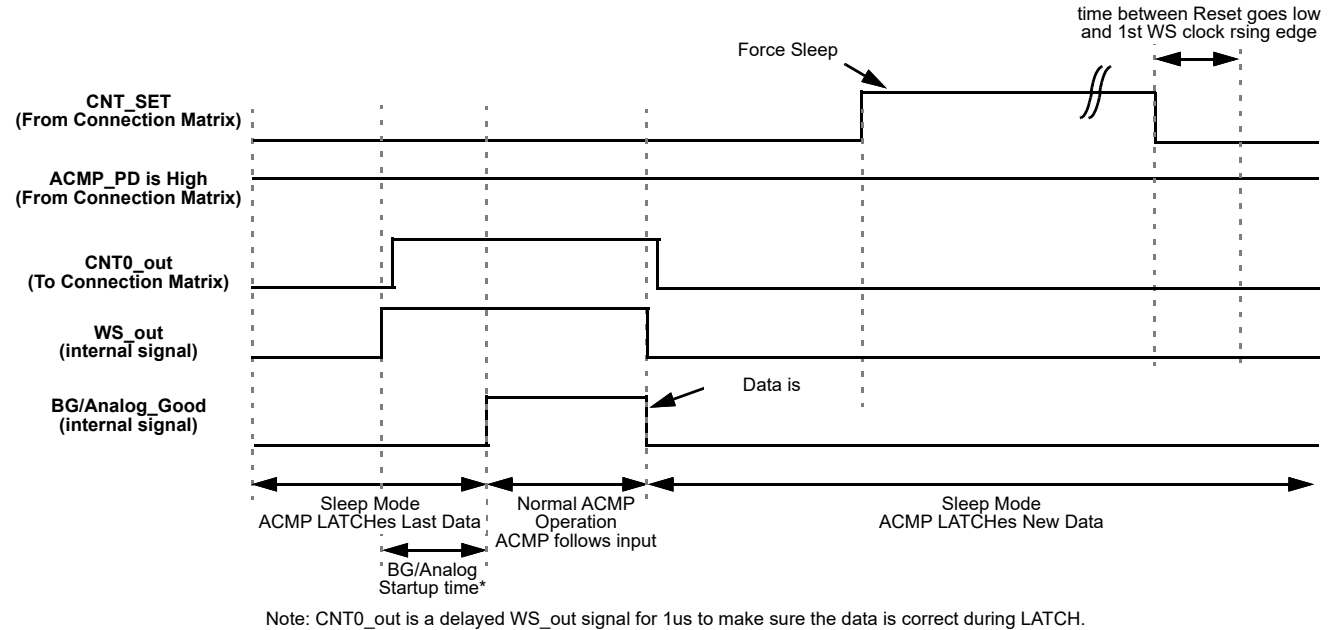 time between Reset goes low
and 1st WS clock rsing edge
Force Sleep
CNT_SET
(From Connection Matrix)
ACMP_PD is High
(From Connection Matrix)
CNT0_out
(To Connection Matrix)
WS_out
(internal signal)
Data is
BG/Analog_Good
(internal signal)
Sleep Mode
ACMP LATCHes Last Data
Normal ACMP
Operation
ACMP follows input
Sleep Mode
ACMP LATCHes New Data
BG/Analog
Startup time*
Note: CNT0_out is a delayed WS_out signal for 1us to make sure the data is correct during LATCH.